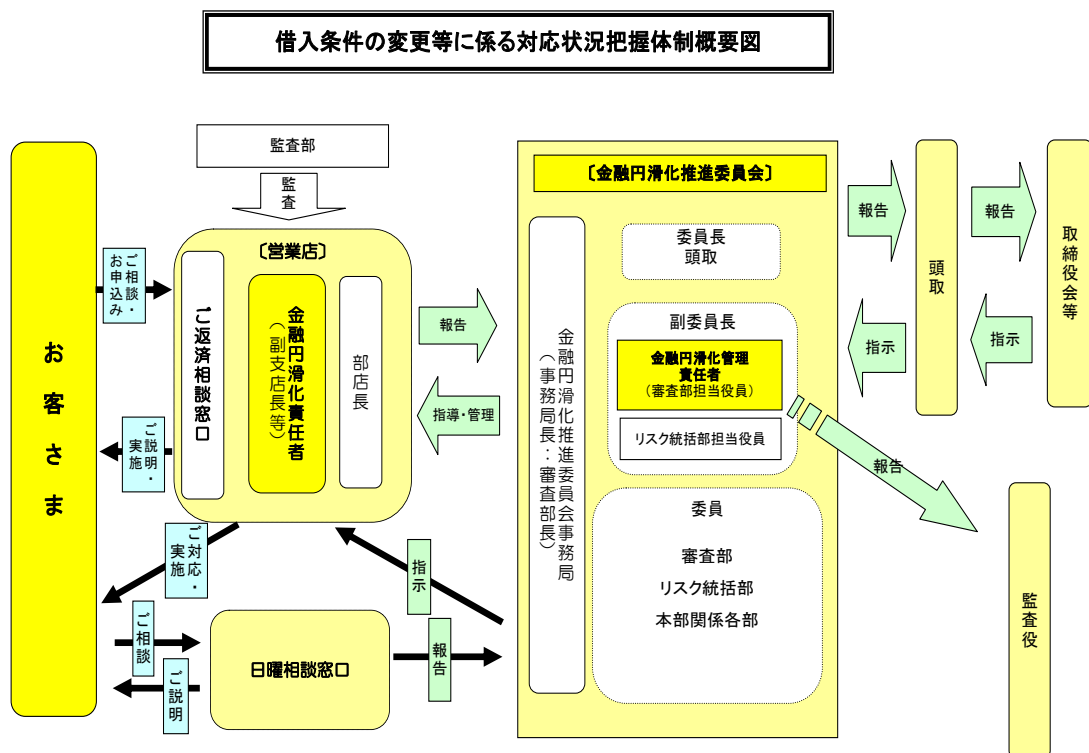 借入条件の変更等に係る対応状況把握体制概要図
監査部
監査
お客さま
ご相談・
お申込み
ご説明・
実施
ご対応・
実施
ご相談
ご説明
〔営業店〕
ご返済相談窓口
金融円滑化責任者
（副支店長等）
部店長
日曜相談窓口
報告
指導・管理
指示
報告
〔金融円滑化推進委員会〕
金融円滑化推進委員会事務局
（事務局長：審査部長）
委員長
頭取
副委員長
金融円滑化管理
責任者
（審査部担当役員）
リスク統括部担当役員
委員
審査部
リスク統括部
本部関係各部
報告
指示
頭取
報告
指示
取締役会等
報告
監査役